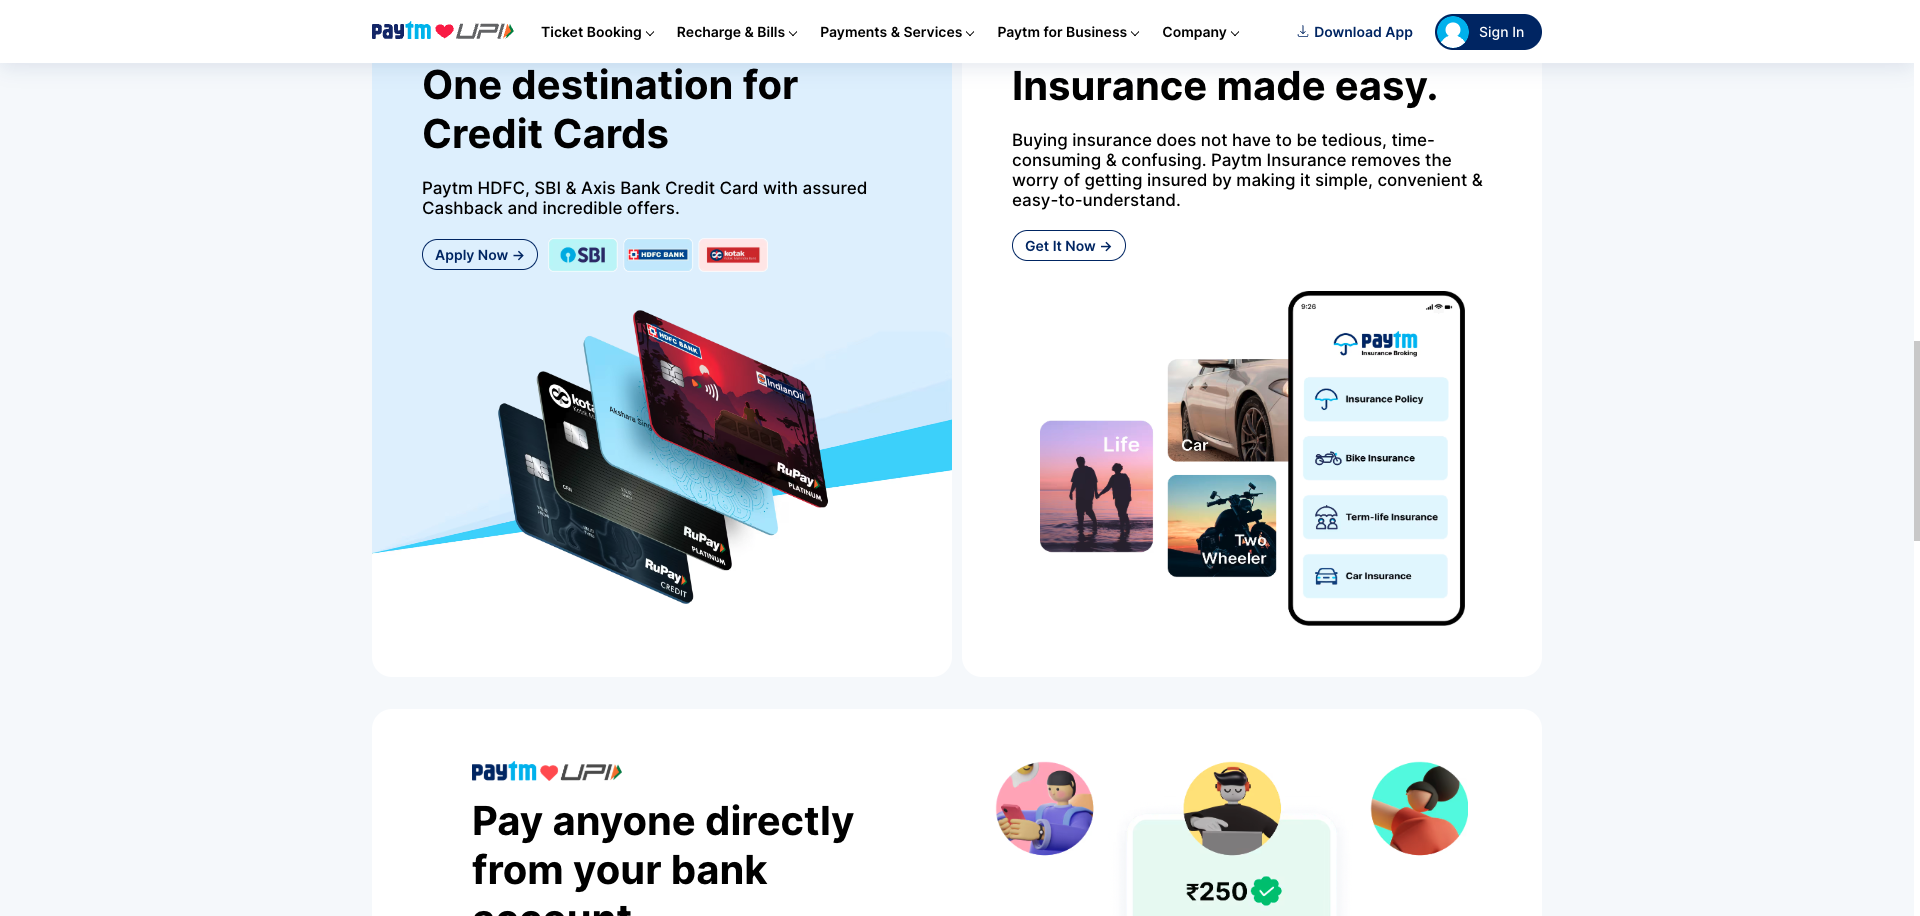 paytm UPI
Ticket Booking
Recharge & Bills
Payments & Services
Paytm for Business
Company
Download App
Sign In
One destination for
Credit Cards
Paytm HDFC, SBI & Axis Bank Credit Card with assured
Cashback and incredible offers.
Apply Now →
SBI
HDFC BANK
kotak
HDFC BANK
IndianOil
RuPay
PLATINUM
kotak
Akshara Sing
RuPay
PLATINUM
RuPay
CREDIT
Insurance made easy.
Buying insurance does not have to be tedious, time-
consuming & confusing. Paytm Insurance removes the
worry of getting insured by making it simple, convenient &
easy-to-understand.
Get It Now →
9:26
paytm
Insurance Broking
Insurance Policy
Bike Insurance
Term-life Insurance
Car Insurance
Life
Car
Two
Wheeler
paytm UPI
Pay anyone directly
from your bank
account.
₹250